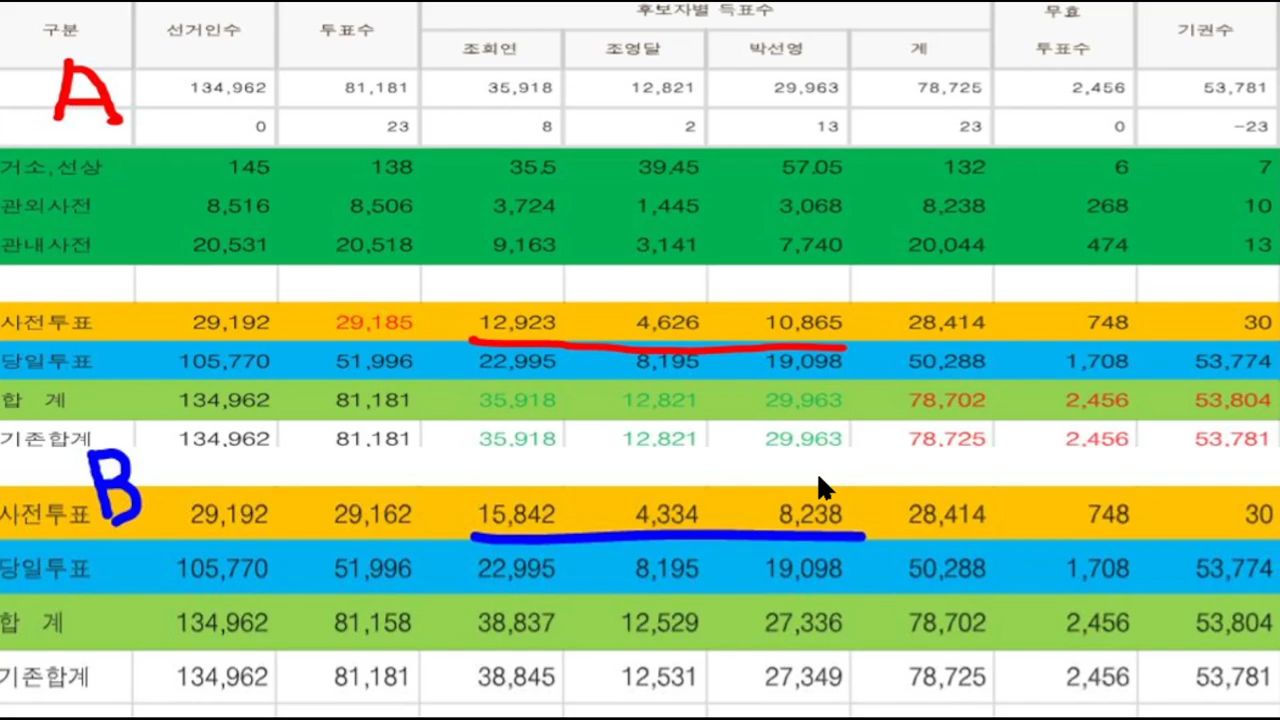 구분 선거인수 투표수 후보자별 득표수 무효 투표수 기권수
조희연 조영달 박선영 계
A 134,962 81,181 35,918 12,821 29,963 78,725 2,456 53,781
0 23 8 2 13 23 0 -23
거소,선상 145 138 35.5 39.45 57.05 132 6 7
관외사전 8,516 8,506 3,724 1,445 3,068 8,238 268 10
관내사전 20,531 20,518 9,163 3,141 7,740 20,044 474 13
사전투표 29,192 29,185 12,923 4,626 10,865 28,414 748 30
당일투표 105,770 51,996 22,995 8,195 19,098 50,288 1,708 53,774
합 계 134,962 81,181 35,918 12,821 29,963 78,702 2,456 53,804
기존합계 134,962 81,181 35,918 12,821 29,963 78,725 2,456 53,781
B
사전투표 29,192 29,162 15,842 4,334 8,238 28,414 748 30
당일투표 105,770 51,996 22,995 8,195 19,098 50,288 1,708 53,774
합 계 134,962 81,158 38,837 12,529 27,336 78,702 2,456 53,804
기존합계 134,962 81,181 38,845 12,531 27,349 78,725 2,456 53,781